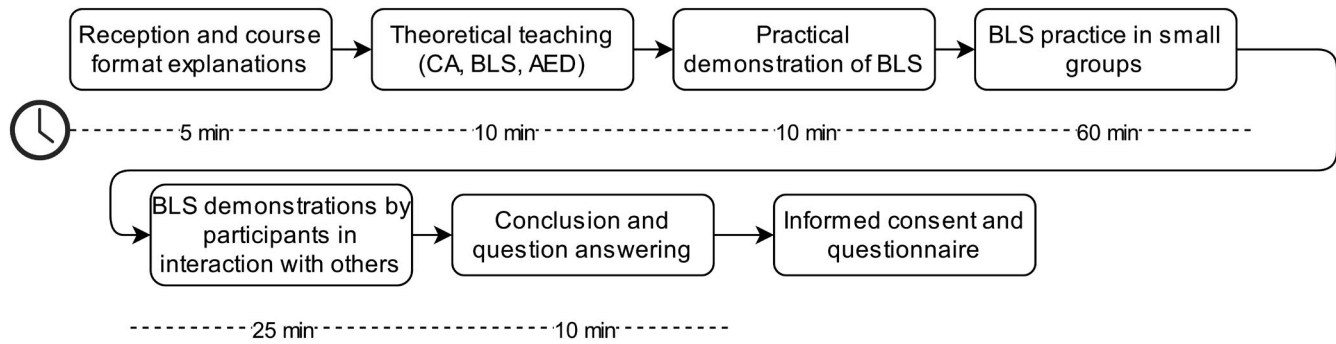 Reception and course
format explanations
Theoretical teaching
(CA, BLS, AED)
Practical
demonstration of BLS
BLS practice in small
groups
5 min
10 min
10 min
60 min
BLS demonstrations by
participants in
interaction with others
Conclusion and
question answering
Informed consent and
questionnaire
25 min
10 min